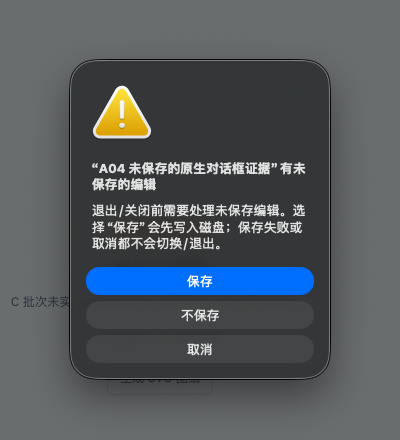 “A04 未保存的原生对话框证据” 有未
保存的编辑
退出/关闭前需要处理未保存编辑。选
择 “保存” 会先写入磁盘；保存失败或
取消都不会切换/退出。
保存
C 批次未实
不保存
取消